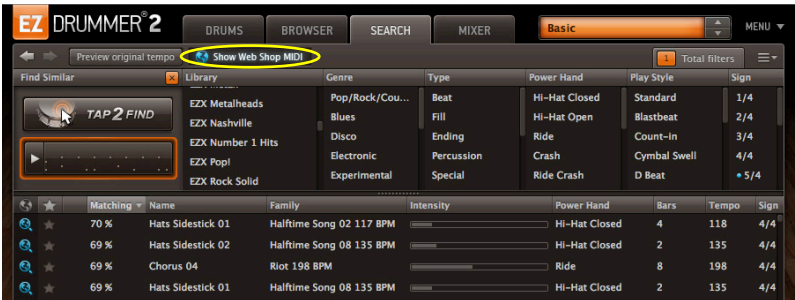 EZ DRUMMER® 2 DRUMS BROWSER SEARCH MIXER Basic MENU
Preview original tempo Show Web Shop MIDI 1 Total filters
Find Similar Library Genre Type Power Hand Play Style Sign
EZX Metalheads Pop/Rock/Cou... Beat Hi-Hat Closed Standard 1/4
TAP 2 FIND EZX Nashville Blues Fill Hi-Hat Open Blastbeat 2/4
EZX Number 1 Hits Disco Ending Ride Count-in 3/4
EZX Pop! Electronic Percussion Crash Cymbal Swell 4/4
EZX Rock Solid Experimental Special Ride Crash D Beat 5/4
Matching Name Family Intensity Power Hand Bars Tempo Sign
70 % Hats Sidestick 01 Halftime Song 02 117 BPM Hi-Hat Closed 4 118 4/4
69 % Hats Sidestick 02 Halftime Song 08 135 BPM Hi-Hat Closed 2 135 4/4
69 % Chorus 04 Riot 198 BPM Ride 8 198 4/4
69 % Hats Sidestick 01 Halftime Song 08 135 BPM Hi-Hat Closed 2 135 4/4